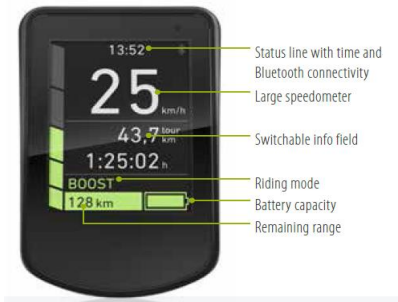 13:52
Status line with time and
Bluetooth connectivity
25 km/h
Large speedometer
43,7 tour km
Switchable info field
1:25:02 h
BOOST
Riding mode
128 km
Battery capacity
Remaining range